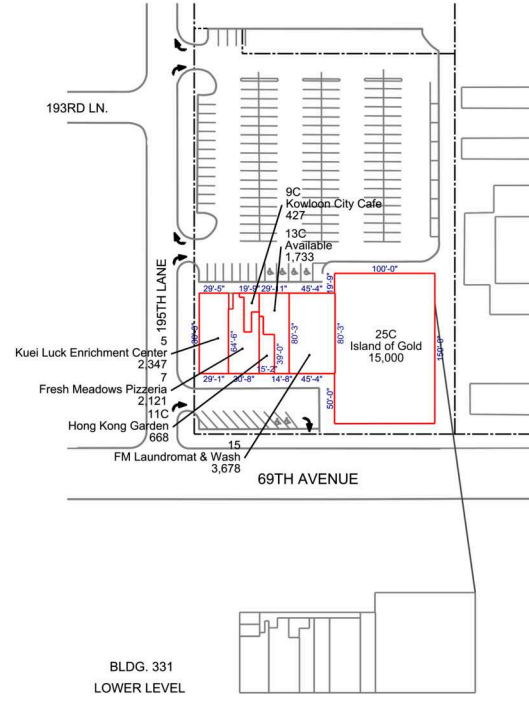 193RD LN.
9C
Kowloon City Cafe
427
13C
Available
1,733
195TH LANE
100'-0"
29'-5"
19'-9"
29'-11"
45'-4"
19'-9"
5
Kuei Luck Enrichment Center
2,347
7
Fresh Meadows Pizzeria
2,121
11C
Hong Kong Garden
668
15
FM Laundromat & Wash
3,678
64'-6"
39'-0"
80'-3"
80'-3"
25C
Island of Gold
15,000
150'-0"
15'-2"
29'-1"
30'-8"
14'-8"
45'-4"
50'-0"
69TH AVENUE
BLDG. 331
LOWER LEVEL